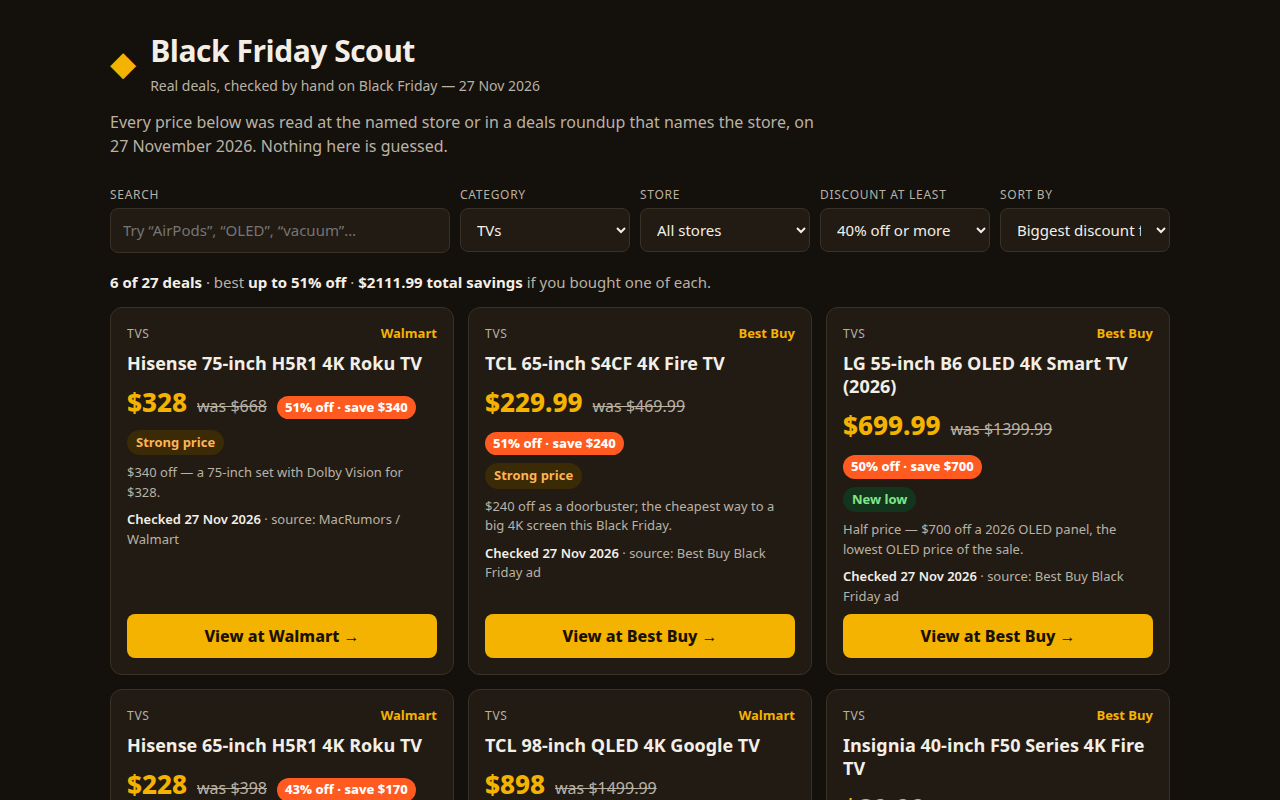 Black Friday Scout
Real deals, checked by hand on Black Friday — 27 Nov 2026
Every price below was read at the named store or in a deals roundup that names the store, on
27 November 2026. Nothing here is guessed.
SEARCH
Try “AirPods”, “OLED”, “vacuum”…
CATEGORY
TVs
STORE
All stores
DISCOUNT AT LEAST
40% off or more
SORT BY
Biggest discount
6 of 27 deals · best up to 51% off · $2111.99 total savings if you bought one of each.
TVS
Walmart
Hisense 75-inch H5R1 4K Roku TV
$328 was $668 51% off · save $340
Strong price
$340 off — a 75-inch set with Dolby Vision for
$328.
Checked 27 Nov 2026 · source: MacRumors /
Walmart
View at Walmart →
TVS
Best Buy
TCL 65-inch S4CF 4K Fire TV
$229.99 was $469.99
51% off · save $240
Strong price
$240 off as a doorbuster; the cheapest way to a
big 4K screen this Black Friday.
Checked 27 Nov 2026 · source: Best Buy Black
Friday ad
View at Best Buy →
TVS
Best Buy
LG 55-inch B6 OLED 4K Smart TV
(2026)
$699.99 was $1399.99
50% off · save $700
New low
Half price — $700 off a 2026 OLED panel, the
lowest OLED price of the sale.
Checked 27 Nov 2026 · source: Best Buy Black
Friday ad
View at Best Buy →
TVS
Walmart
Hisense 65-inch H5R1 4K Roku TV
$228 was $398 43% off · save $170
TVS
Walmart
TCL 98-inch QLED 4K Google TV
$898 was $1499.99
TVS
Best Buy
Insignia 40-inch F50 Series 4K Fire
TV